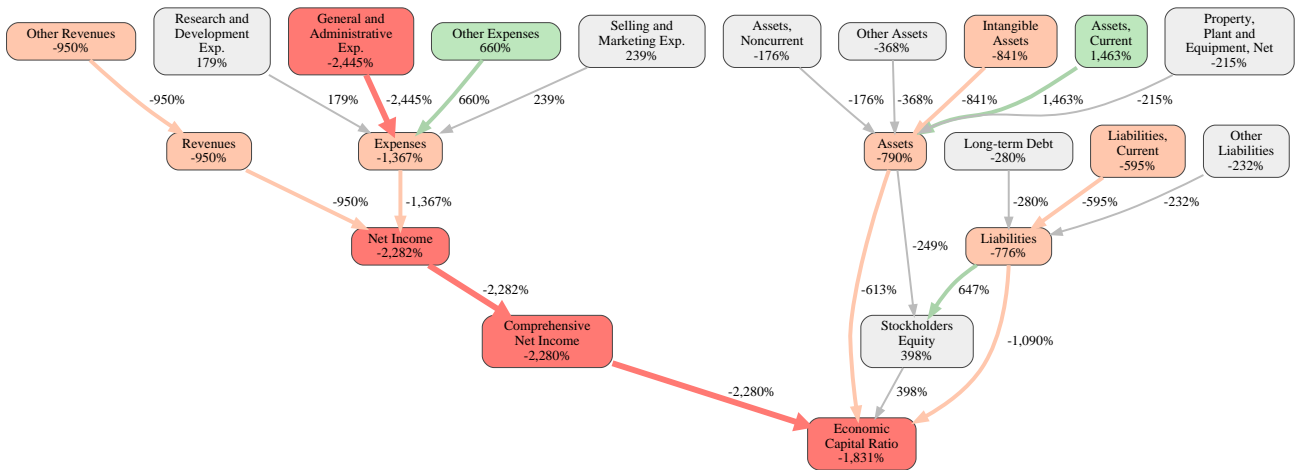 Other Revenues
-950%
Research and
Development
Exp.
179%
General and
Administrative
Exp.
-2,445%
Other Expenses
660%
Selling and
Marketing Exp.
239%
Assets,
Noncurrent
-176%
Other Assets
-368%
Intangible
Assets
-841%
Assets,
Current
1,463%
Property,
Plant and
Equipment, Net
-215%
-950%
179%
-2,445%
660%
239%
-176%
-368%
-841%
1,463%
-215%
Revenues
-950%
Expenses
-1,367%
Assets
-790%
Long-term Debt
-280%
Liabilities,
Current
-595%
Other
Liabilities
-232%
-950%
-1,367%
-280%
-595%
-232%
Net Income
-2,282%
-249%
Liabilities
-776%
-2,282%
-613%
647%
Comprehensive
Net Income
-2,280%
Stockholders
Equity
398%
-1,090%
-2,280%
398%
Economic
Capital Ratio
-1,831%